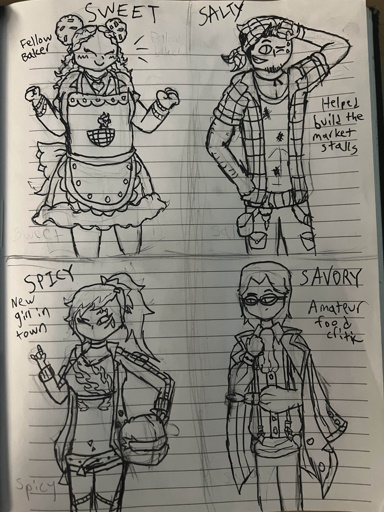 SWEET
Fellow
Baker
SALTY
Helped
build the
market
stalls
SPICY
New
girl in
town
Spicy
SAVORY
Amateur
food
critic